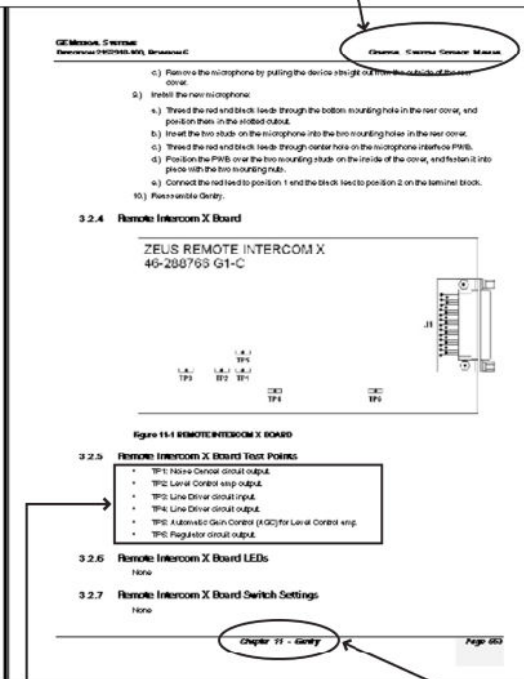 GE MEDICAL SYSTEMS
GENERAL SYSTEM SERVICE MANUAL
c.) Remove the microphone by pulling the device straight out from the outside of the rear
cover.
9.) Install the new microphone:
a.) Thread the red and black leads through the bottom mounting hole in the rear cover, and
position them in the slotted cutout.
b.) Insert the two studs on the microphone into the two mounting holes in the rear cover.
c.) Thread the red and black leads through center hole on the microphone interface PWB.
d.) Position the PWB over the two mounting studs on the inside of the cover, and fasten it into
place with the two mounting nuts.
e.) Connect the red lead to position 1 and the black lead to position 2 on the terminal block.
10.) Reassemble Gantry.
3.2.4 Remote Intercom X Board
ZEUS REMOTE INTERCOM X
46-288766 G1-C
J1
TP5
TP3 TP2 TP1
TP4 TP6
Figure 11-1 REMOTE INTERCOM X BOARD
3.2.5 Remote Intercom X Board Test Points
• TP1: Noise Cancel circuit output.
• TP2: Level Control amp output.
• TP3: Line Driver circuit input.
• TP4: Line Driver circuit output.
• TP5: Automatic Gain Control (AGC) for Level Control amp.
• TP6: Regulator circuit output.
3.2.6 Remote Intercom X Board LEDs
None
3.2.7 Remote Intercom X Board Switch Settings
None
Chapter 11 - Gantry
Page 653